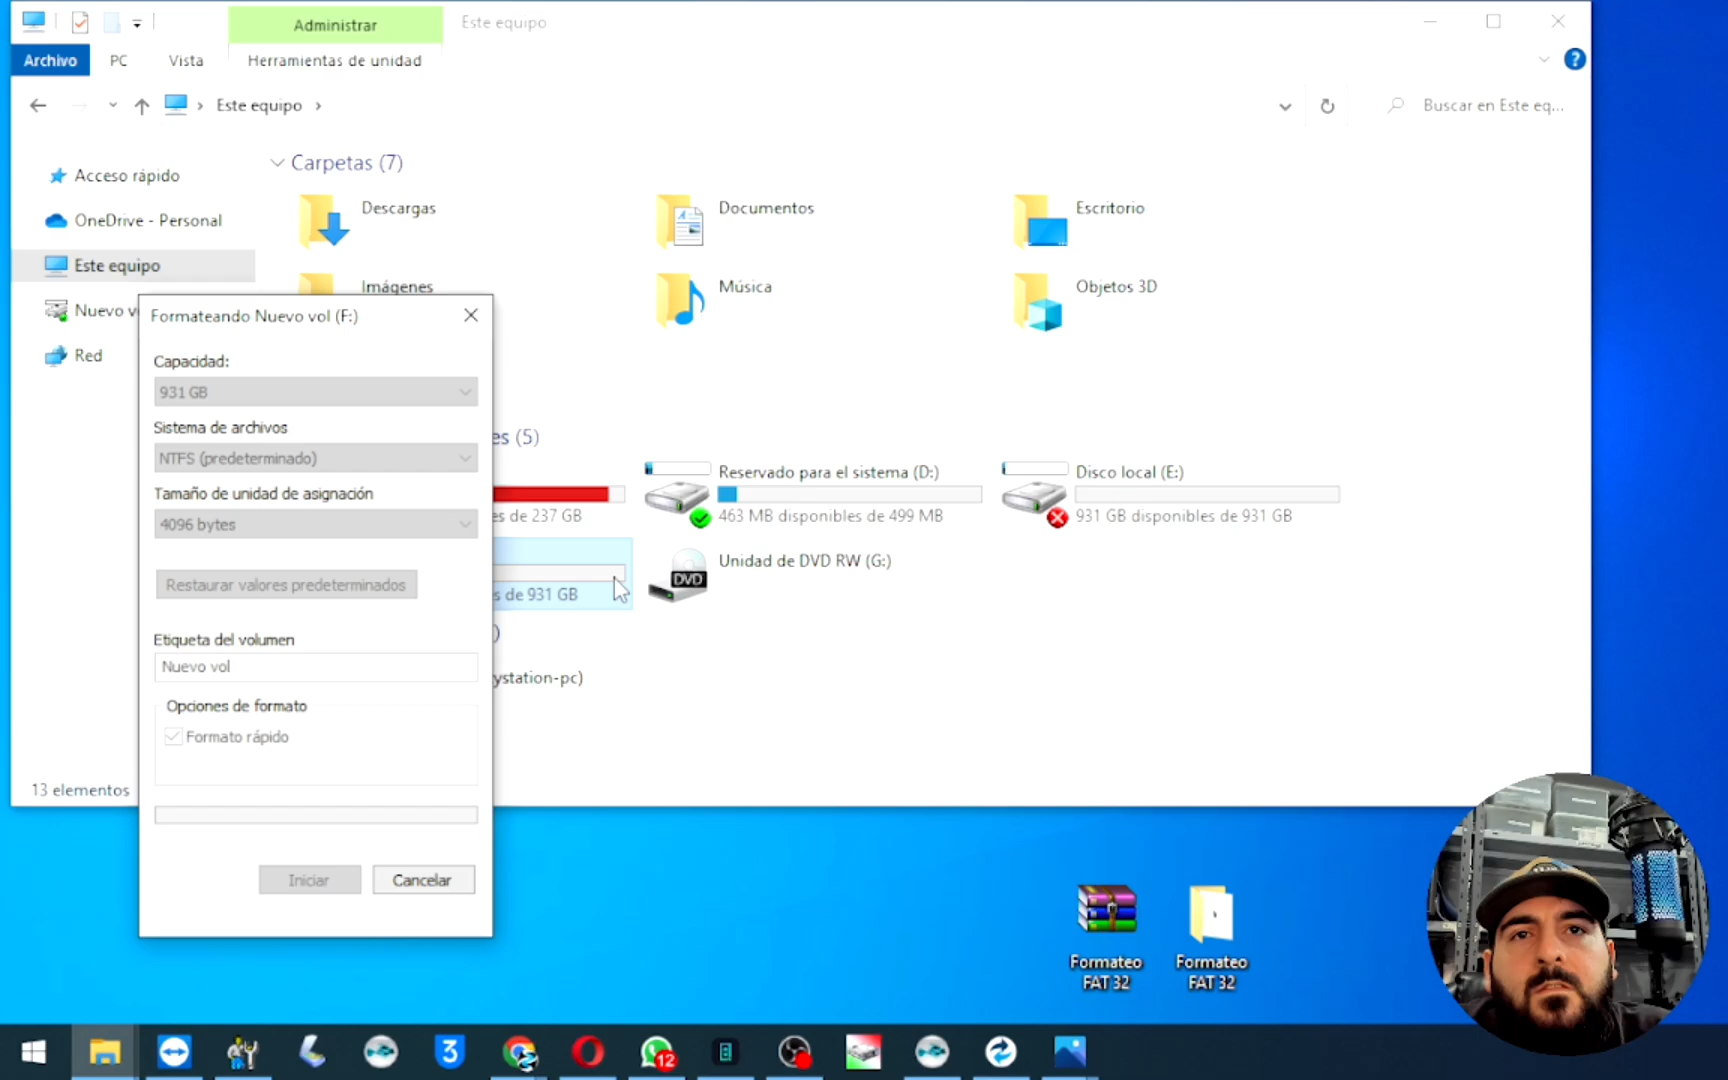 Administrar
Este equipo
Archivo
PC
Vista
Herramientas de unidad
?
Este equipo
Buscar en Este eq...
Acceso rápido
OneDrive - Personal
Este equipo
Nuevo v
Red
Carpetas (7)
Descargas
Documentos
Escritorio
Imágenes
Música
Objetos 3D
es (5)
es de 237 GB
Reservado para el sistema (D:)
463 MB disponibles de 499 MB
Disco local (E:)
931 GB disponibles de 931 GB
s de 931 GB
DVD
Unidad de DVD RW (G:)
)
ystation-pc)
13 elementos
Formateando Nuevo vol (F:)
Capacidad:
931 GB
Sistema de archivos
NTFS (predeterminado)
Tamaño de unidad de asignación
4096 bytes
Restaurar valores predeterminados
Etiqueta del volumen
Nuevo vol
Opciones de formato
Formato rápido
Iniciar
Cancelar
Formateo
FAT 32
Formateo
FAT 32
3
12